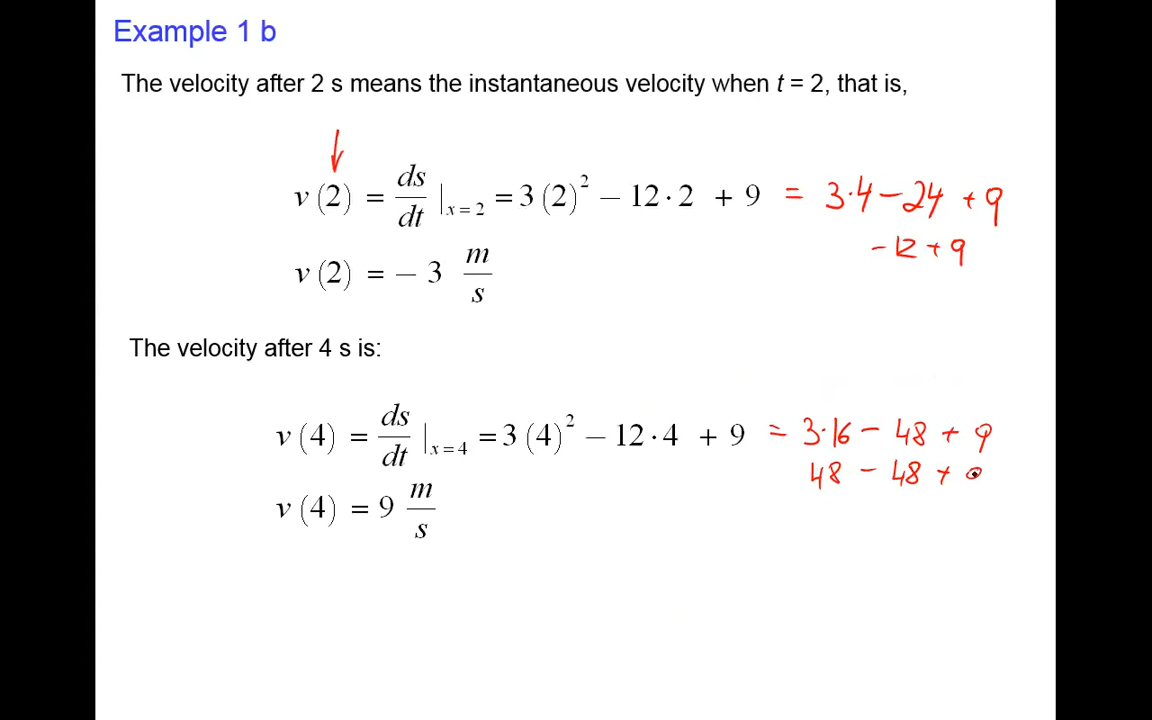 Example 1 b
The velocity after 2 s means the instantaneous velocity when t = 2, that is,
v (2) = ds/dt |x = 2 = 3 (2)² − 12 · 2 + 9 = 3·4 − 24 + 9
− 12 + 9
v (2) = − 3 m/s
The velocity after 4 s is:
v (4) = ds/dt |x = 4 = 3 (4)² − 12 · 4 + 9 = 3·16 − 48 + 9
48 − 48 +
v (4) = 9 m/s